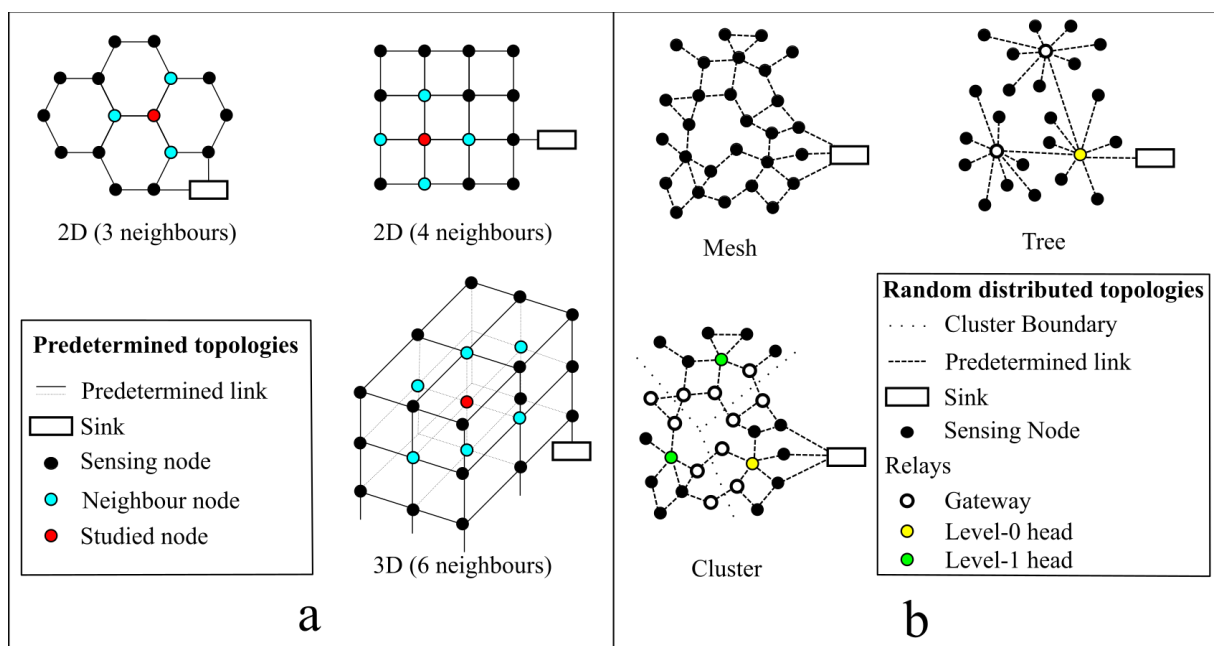 2D (3 neighbours)
2D (4 neighbours)
Predetermined topologies
Predetermined link
Sink
Sensing node
Neighbour node
Studied node
3D (6 neighbours)
a
Mesh
Tree
Random distributed topologies
Cluster Boundary
Predetermined link
Sink
Sensing Node
Relays
Gateway
Level-0 head
Level-1 head
Cluster
b